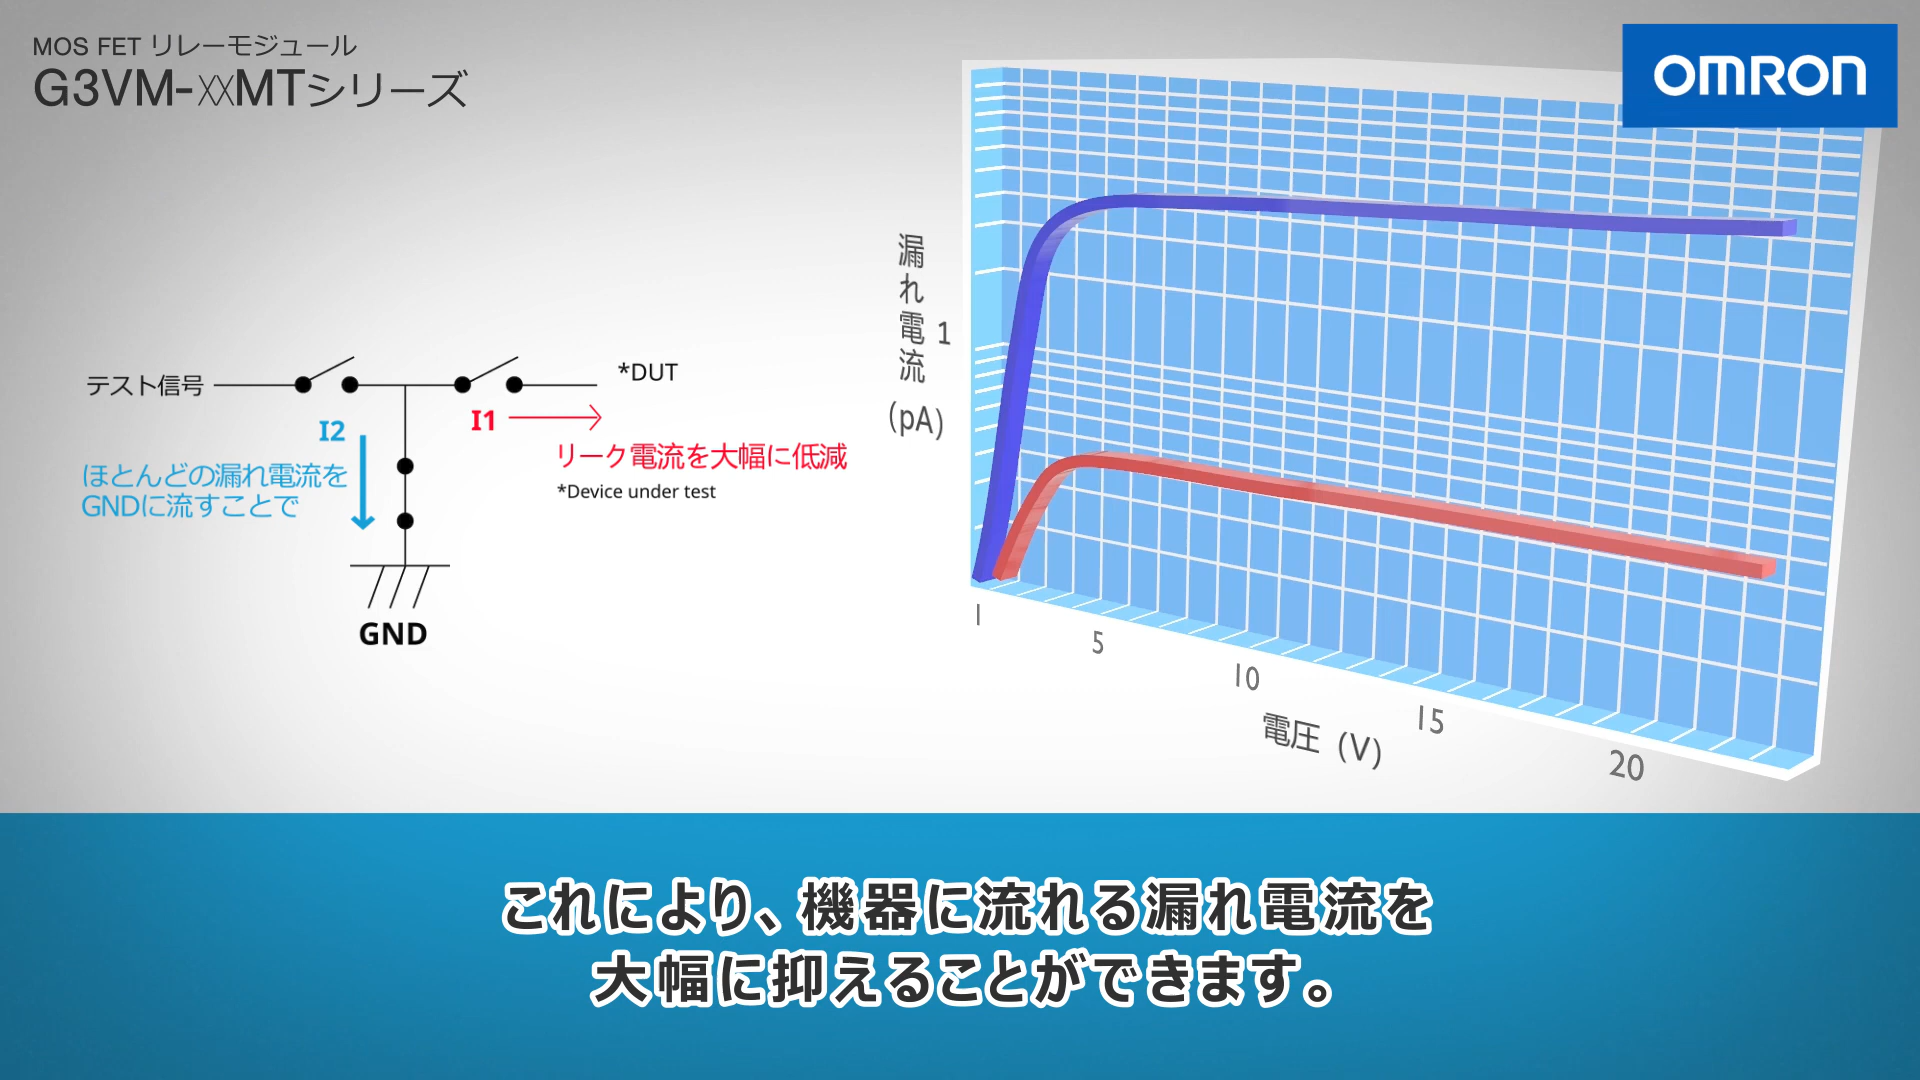 MOS FET リレーモジュール
G3VM-XXMTシリーズ
OMRON
テスト信号
*DUT
I2
I1
リーク電流を大幅に低減
*Device under test
ほとんどの漏れ電流を
GNDに流すことで
GND
漏れ電流
(pA)
1
1
5
10
15
20
電圧 (V)
これにより、機器に流れる漏れ電流を
大幅に抑えることができます。